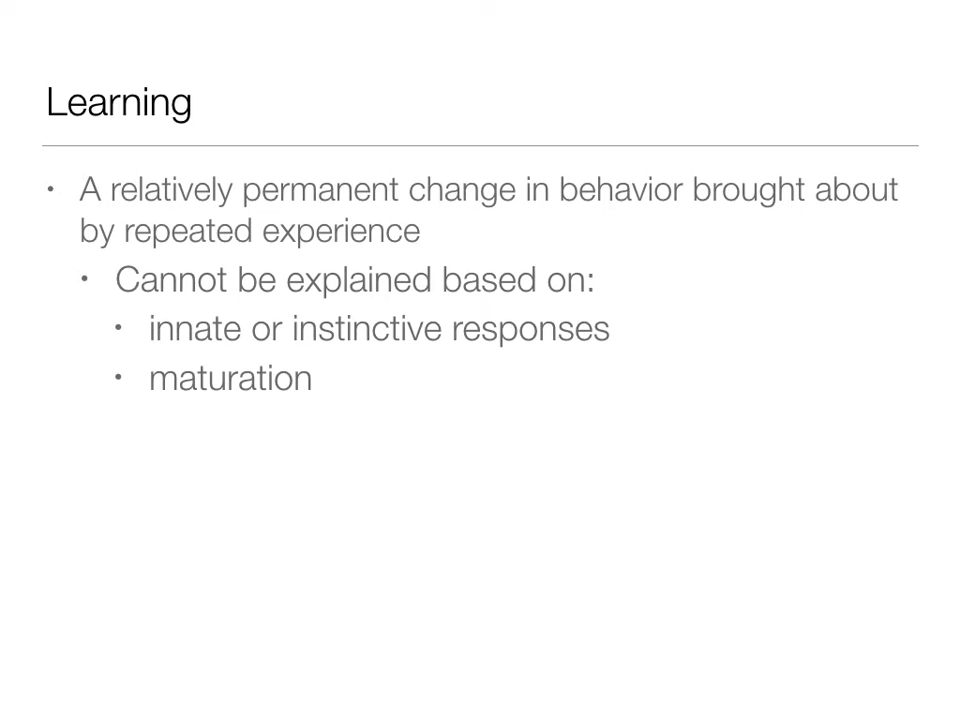 Learning
• A relatively permanent change in behavior brought about
by repeated experience
• Cannot be explained based on:
• innate or instinctive responses
• maturation